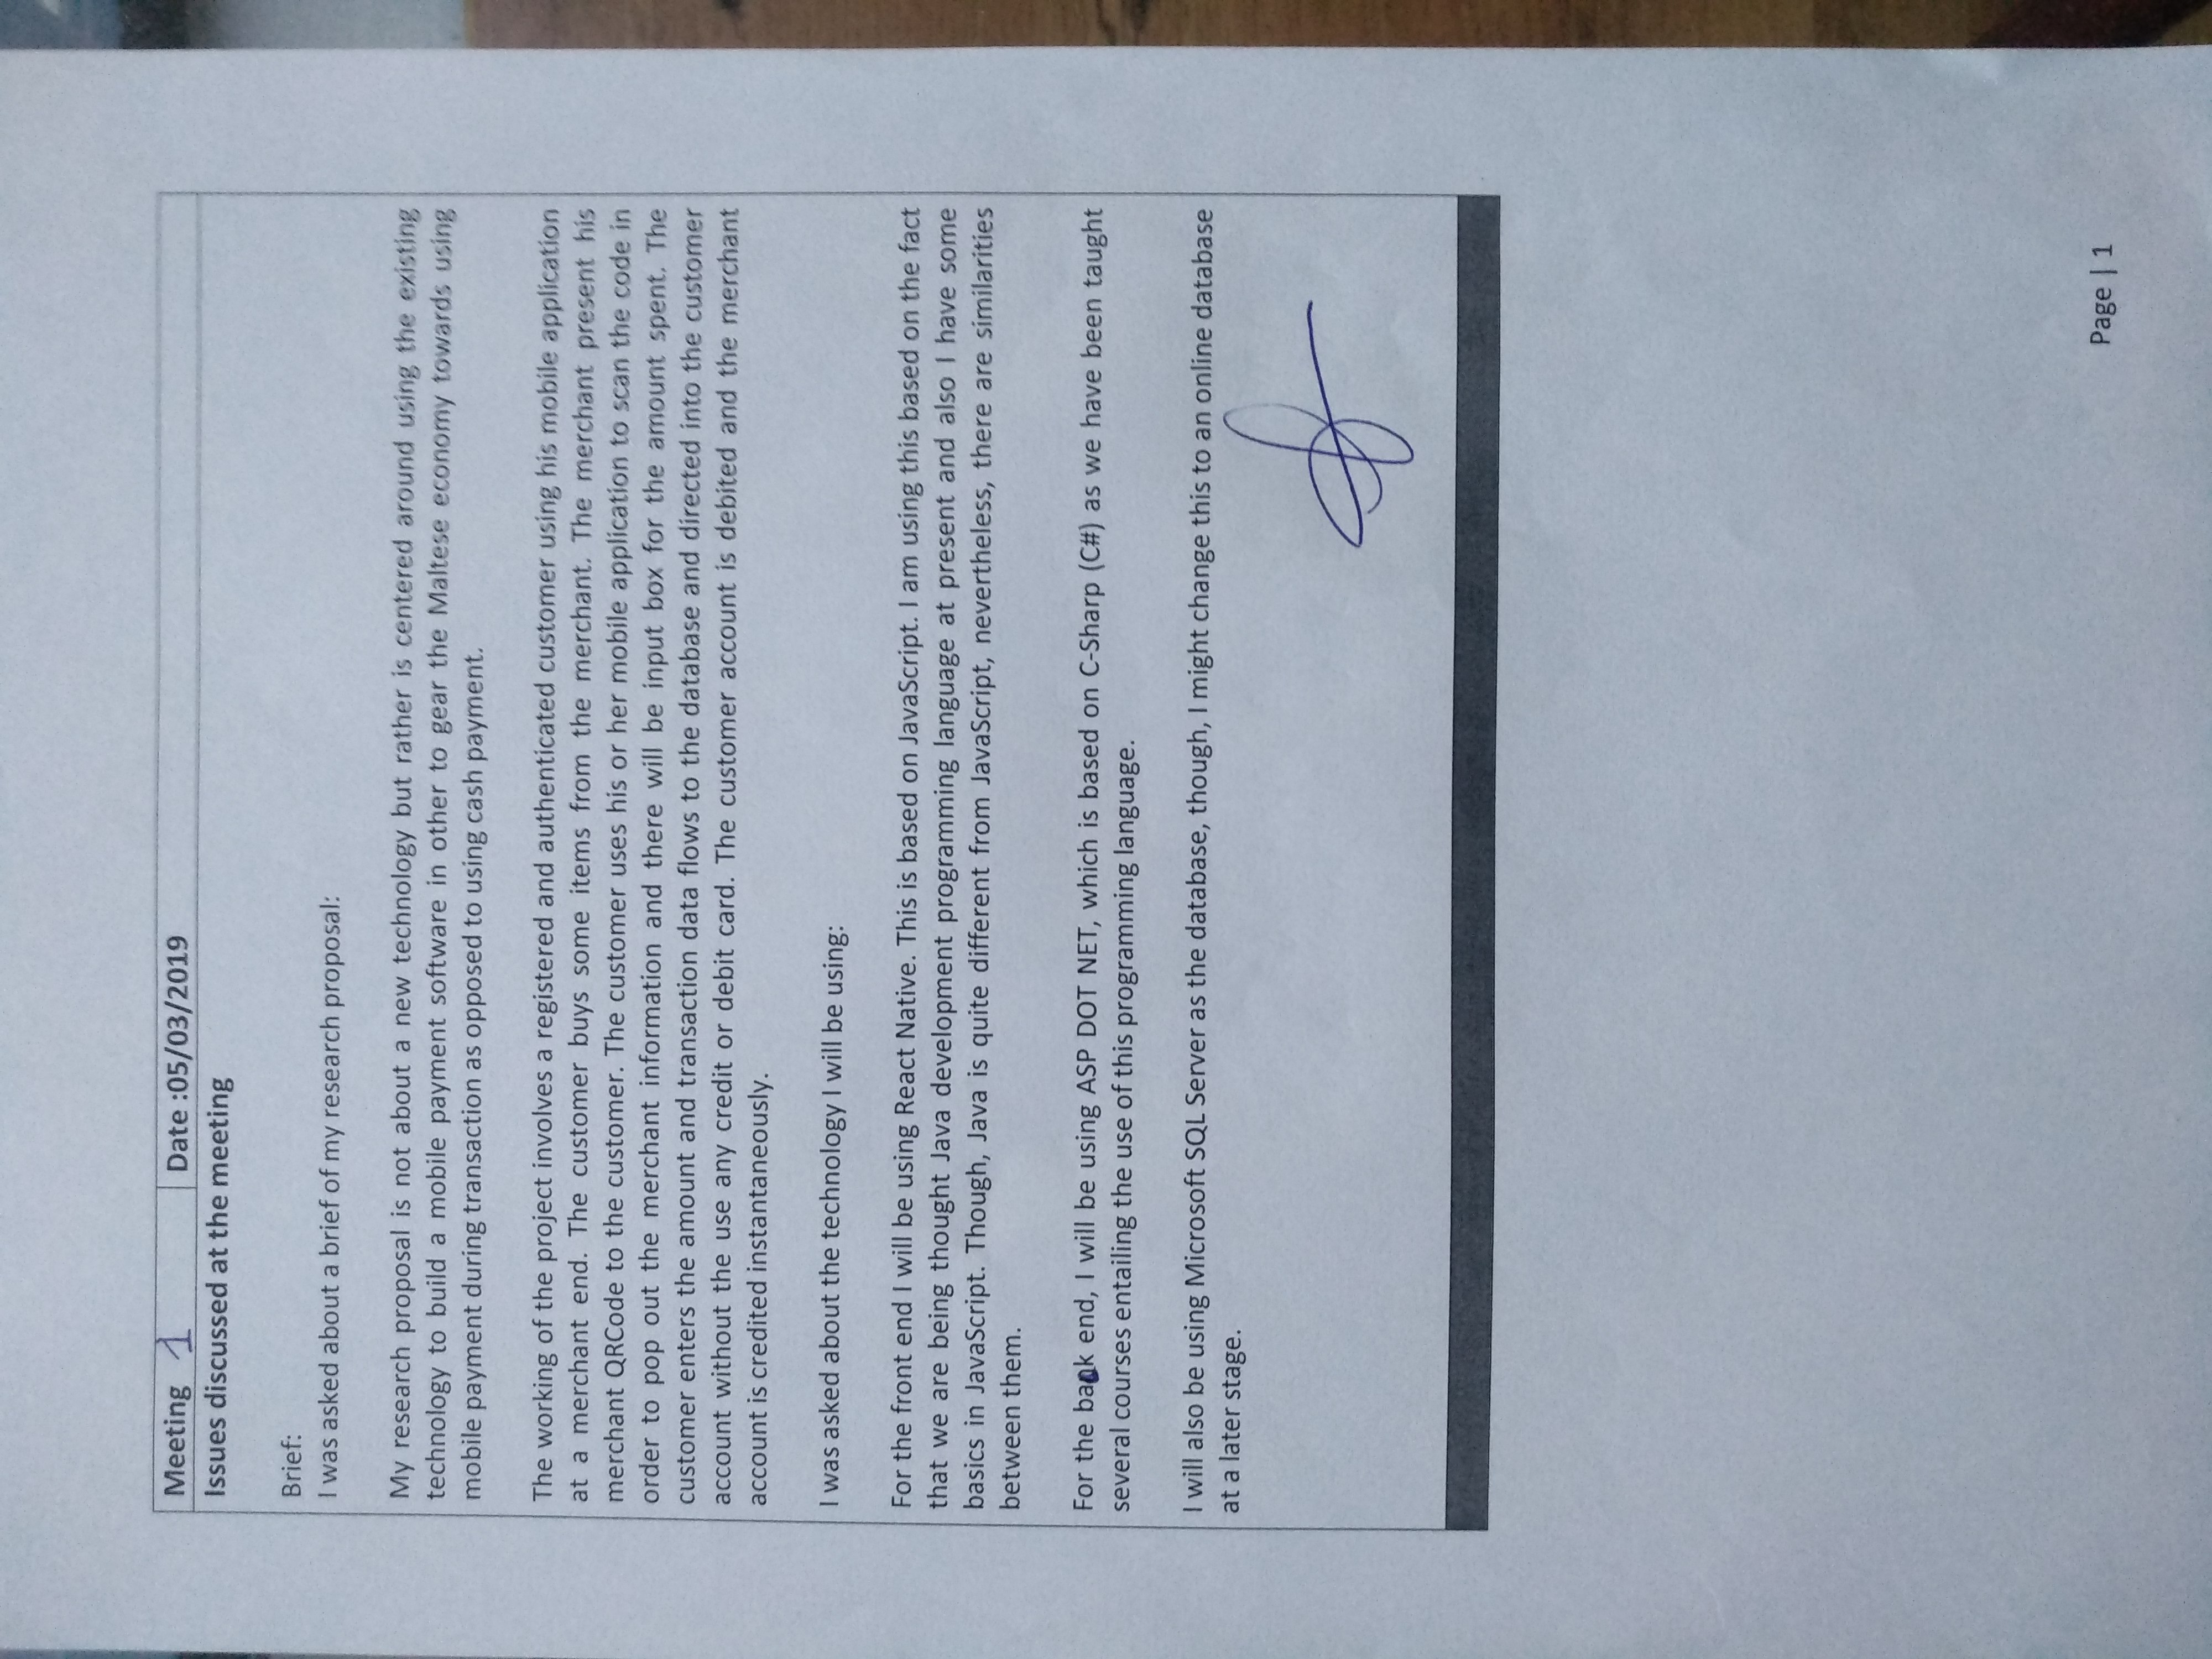 Meeting 1 Date :05/03/2019
Issues discussed at the meeting
Brief:
I was asked about a brief of my research proposal:
My research proposal is not about a new technology but rather is centered around using the existing
technology to build a mobile payment software in other to gear the Maltese economy towards using
mobile payment during transaction as opposed to using cash payment.
The working of the project involves a registered and authenticated customer using his mobile application
at a merchant end. The customer buys some items from the merchant. The merchant present his
merchant QRCode to the customer. The customer uses his or her mobile application to scan the code in
order to pop out the merchant information and there will be input box for the amount spent. The
customer enters the amount and transaction data flows to the database and directed into the customer
account without the use any credit or debit card. The customer account is debited and the merchant
account is credited instantaneously.
I was asked about the technology I will be using:
For the front end I will be using React Native. This is based on JavaScript. I am using this based on the fact
that we are being thought Java development programming language at present and also I have some
basics in JavaScript. Though, Java is quite different from JavaScript, nevertheless, there are similarities
between them.
For the back end, I will be using ASP DOT NET, which is based on C-Sharp (C#) as we have been taught
several courses entailing the use of this programming language.
I will also be using Microsoft SQL Server as the database, though, I might change this to an online database
at a later stage.
Page | 1